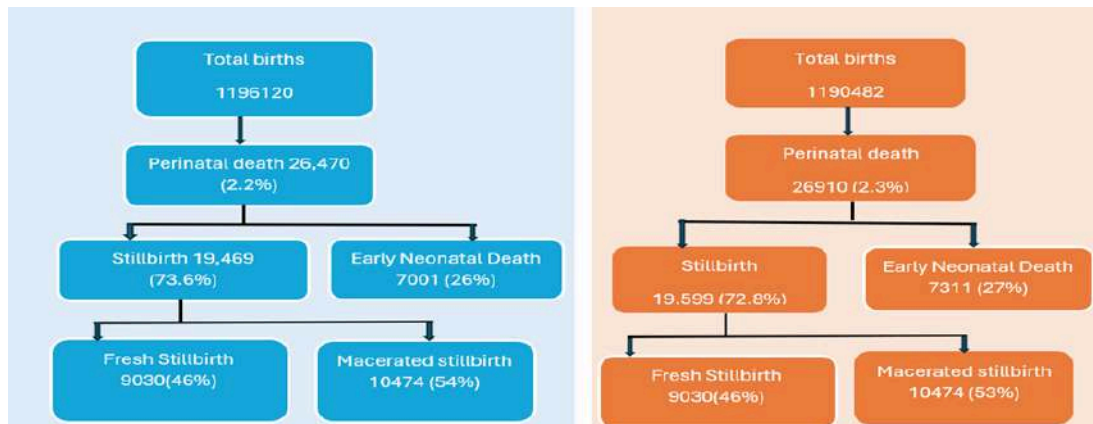 Total births
1195120
Perinatal death 26,470
(2.2%)
Stillbirth 19,469
(73.6%)
Early Neonatal Death
7001 (26%)
Fresh Stillbirth
9030(46%)
Macerated stillbirth
10474 (54%)
Total births
1190482
Perinatal death
26910 (2.3%)
Stillbirth
19,599 (72.8%)
Early Neonatal Death
7311 (27%)
Fresh Stillbirth
9030(46%)
Macerated stillbirth
10474 (53%)